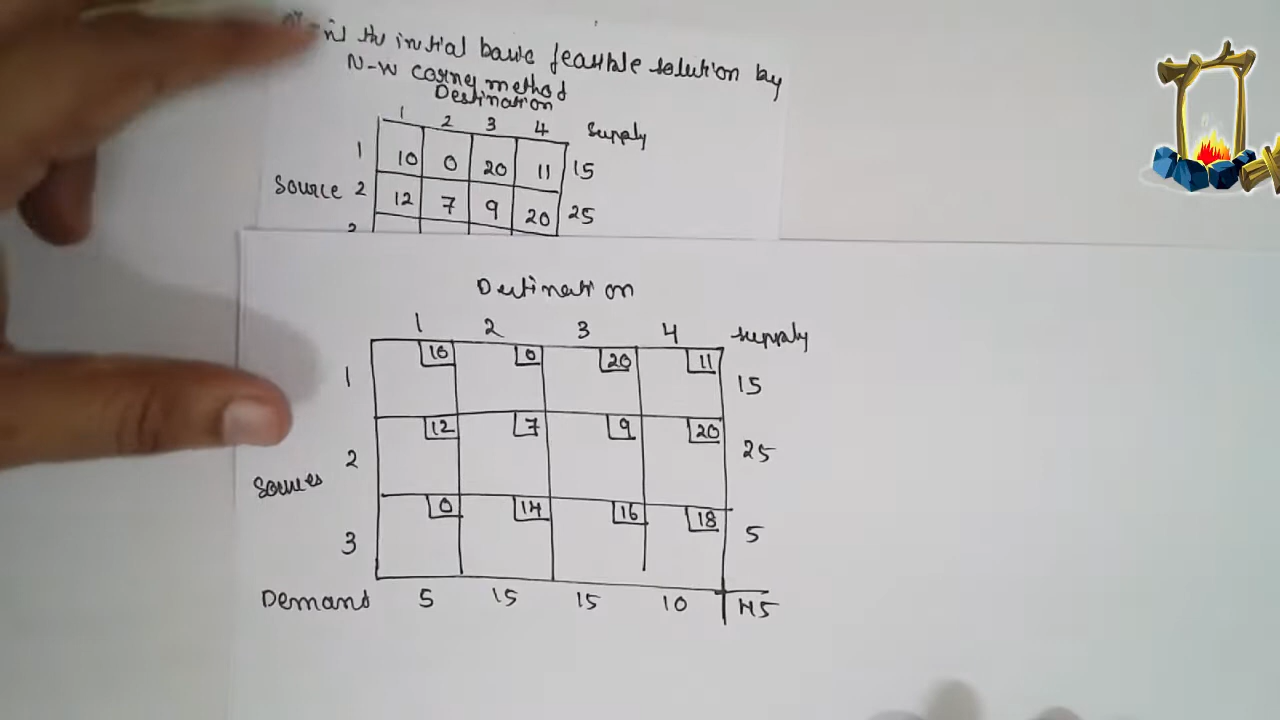 the initial basic feasible solution by
N-W corner method
Destination
1 2 3 4 Supply
1 10 0 20 11 15
Source 2 12 7 9 20 25
Destination
1 2 3 4 supply
1 10 0 20 11 15
2 12 7 9 20 25
Sources
3 0 14 16 18 5
Demand 5 15 15 10 45